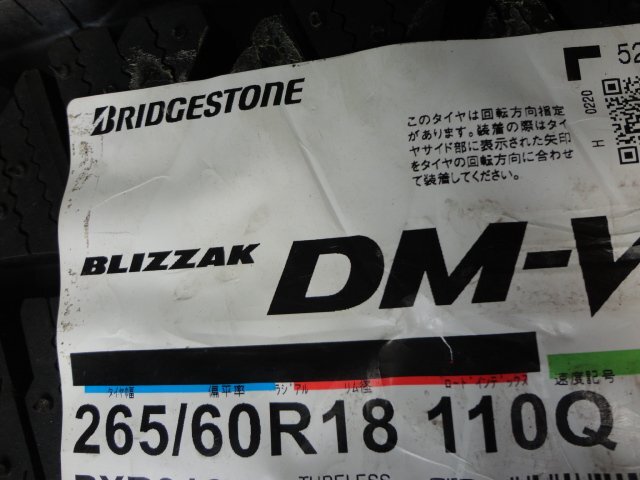 BRIDGESTONE
このタイヤは回転方向指定
があります。装着の際はタイ
ヤサイド部に表示された矢印
をタイヤの回転方向に合わせ
て装着してください。
52
0220
H
BLIZZAK DM-V
タイヤ幅 偏平率 ラジアル リム径 ロードインデックス 速度記号
265/60R18 110Q
TUBELESS